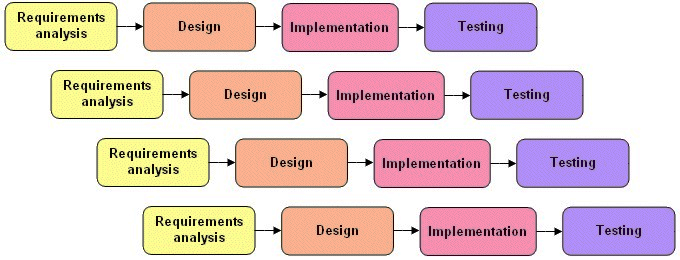 Requirements
analysis
Design
Implementation
Testing
Requirements
analysis
Design
Implementation
Testing
Requirements
analysis
Design
Implementation
Testing
Requirements
analysis
Design
Implementation
Testing